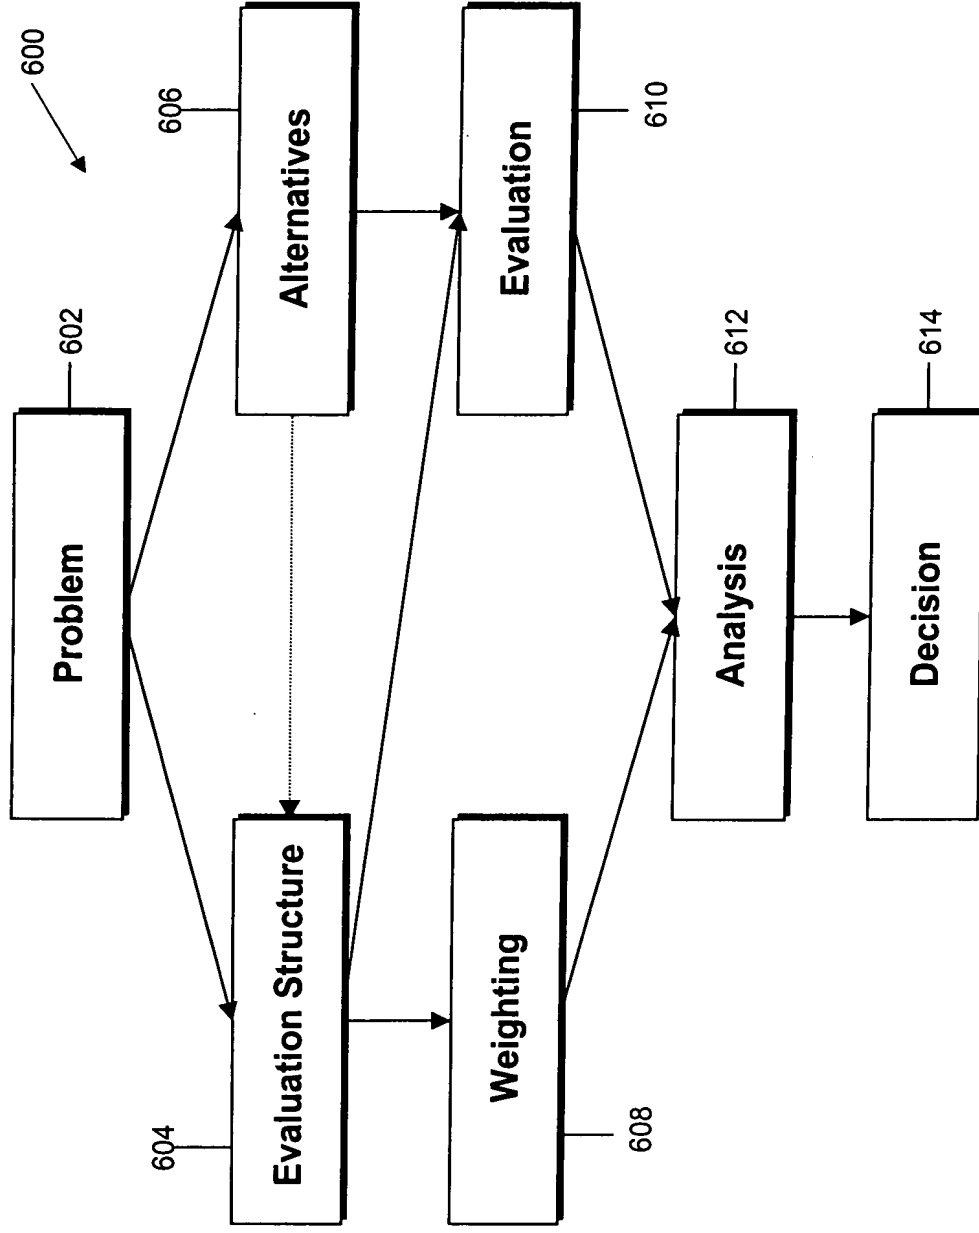 600
Problem
602
604
Evaluation Structure
Alternatives
606
Weighting
608
Evaluation
610
Analysis
612
Decision
614